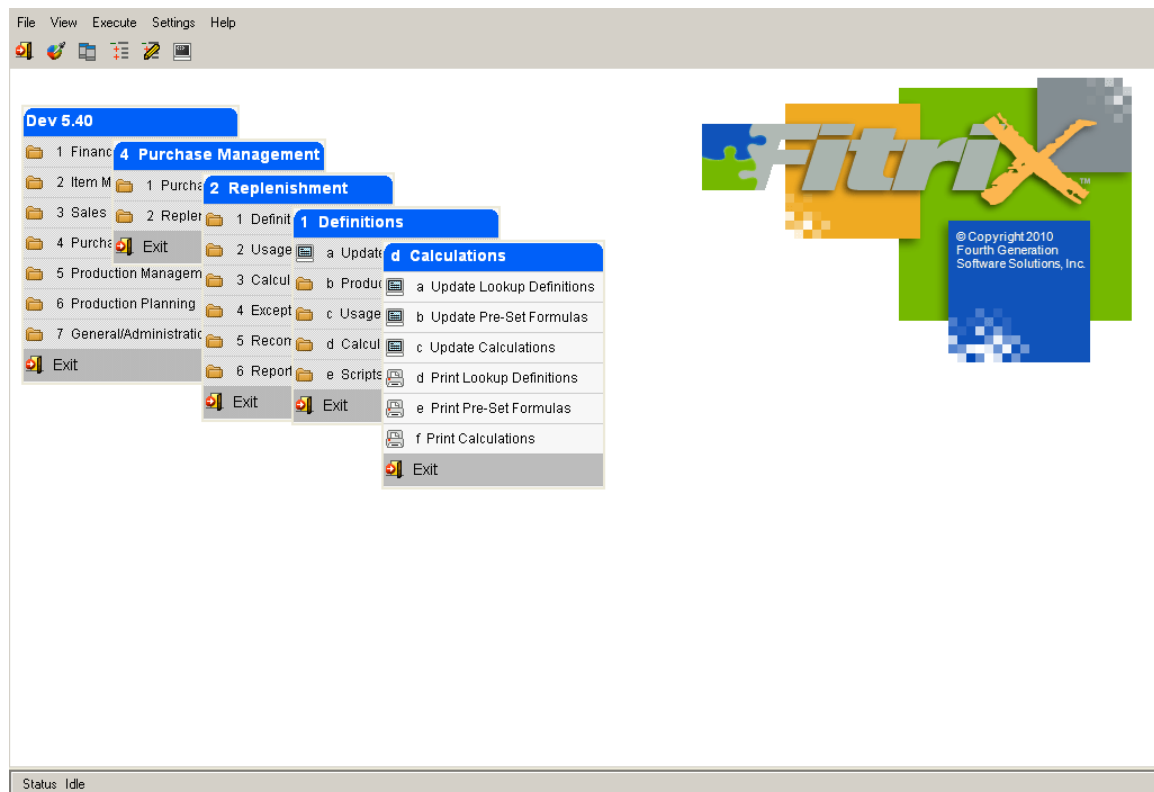 File View Execute Settings Help
FitriX
TM
© Copyright 2010
Fourth Generation
Software Solutions, Inc.
Dev 5.40
1 Financ
2 Item M
3 Sales
4 Purcha
5 Production Managem
6 Production Planning
7 General/Administratio
Exit
4 Purchase Management
1 Purcha
2 Repler
Exit
2 Replenishment
1 Definit
2 Usage
3 Calcul
4 Except
5 Recom
6 Report
Exit
1 Definitions
a Update
b Produc
c Usage
d Calcul
e Scripts
Exit
d Calculations
a Update Lookup Definitions
b Update Pre-Set Formulas
c Update Calculations
d Print Lookup Definitions
e Print Pre-Set Formulas
f Print Calculations
Exit
Status Idle